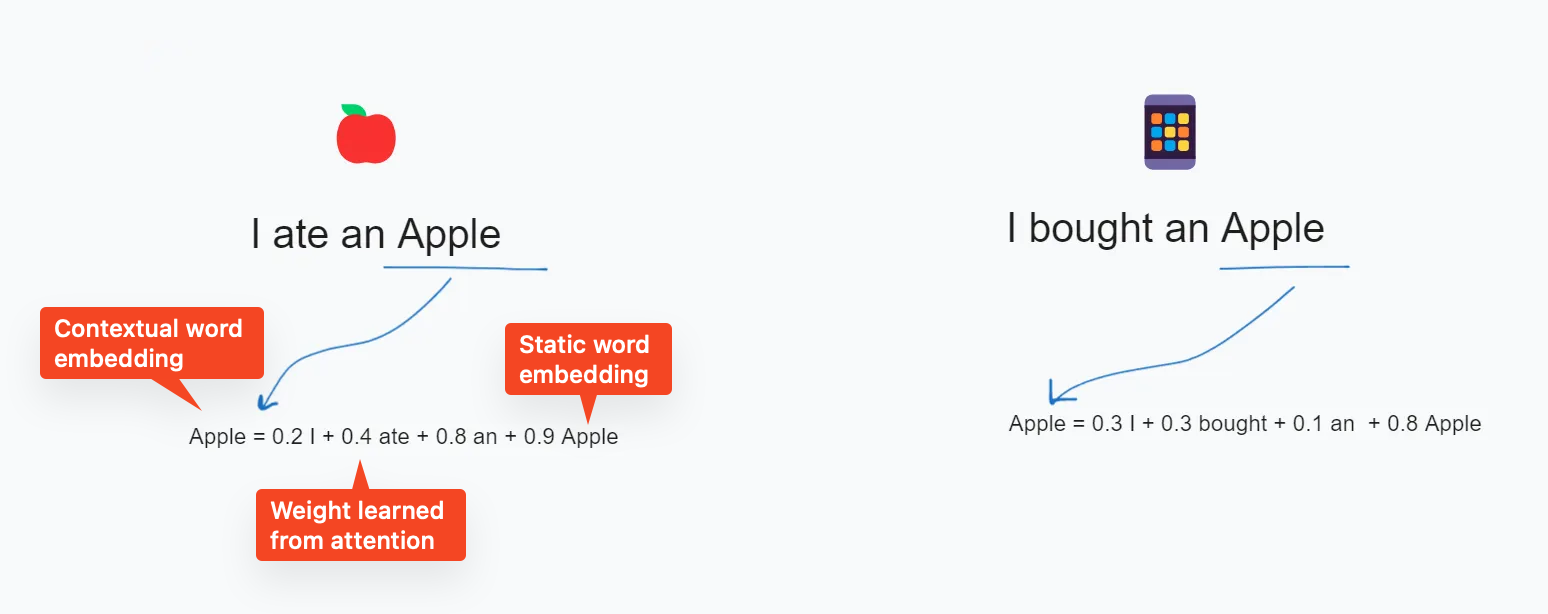 I ate an Apple
I bought an Apple
Contextual word
embedding
Static word
embedding
Apple = 0.2 I + 0.4 ate + 0.8 an + 0.9 Apple
Apple = 0.3 I + 0.3 bought + 0.1 an  + 0.8 Apple
Weight learned
from attention